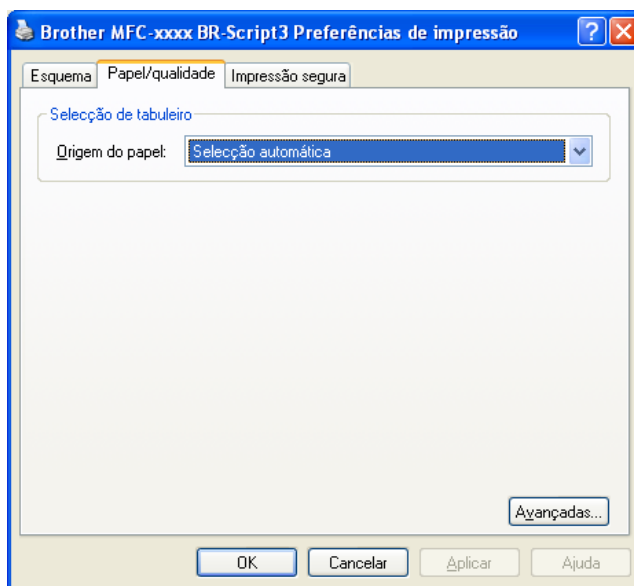 Brother MFC-xxxx BR-Script3 Preferências de impressão
Esquema Papel/qualidade Impressão segura
Selecção de tabuleiro
Origem do papel: Selecção automática
Avançadas...
OK Cancelar Aplicar Ajuda